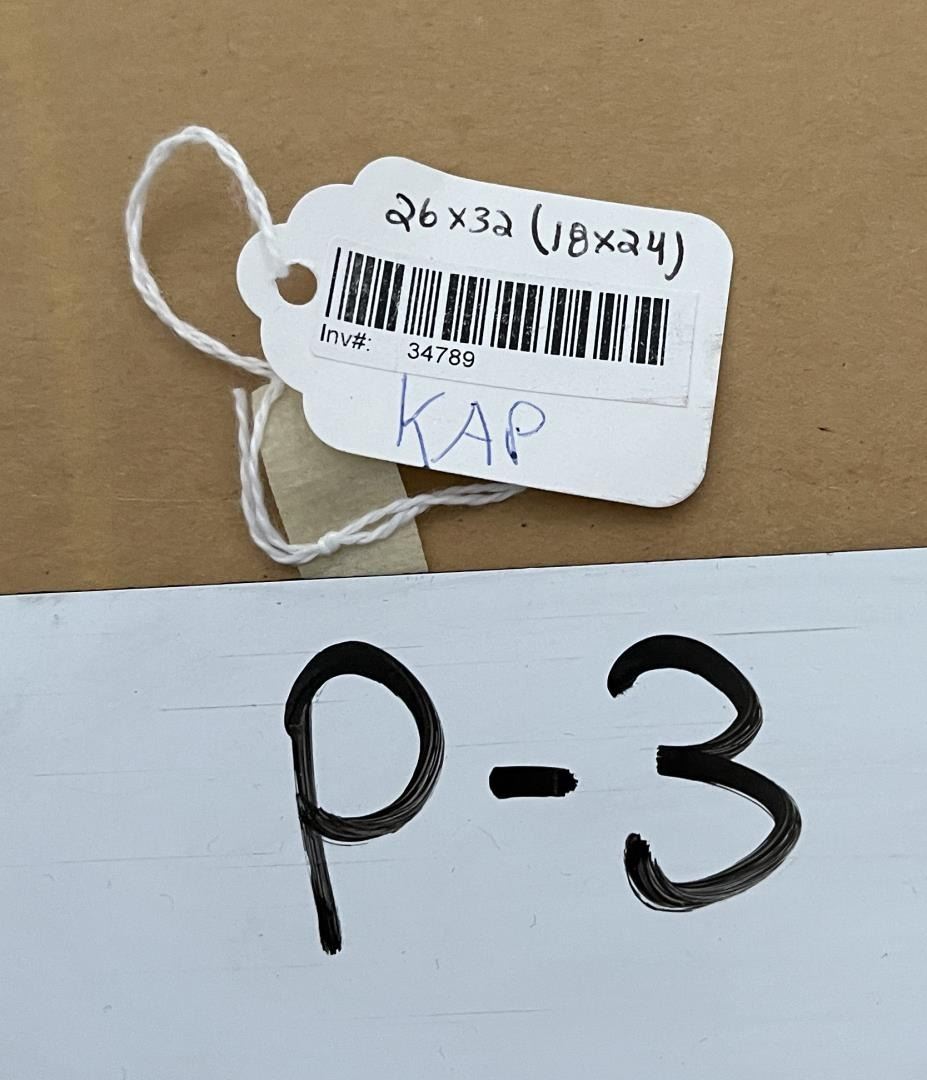 26x32 (18x24)
Inv#: 34789
KAP
P-3